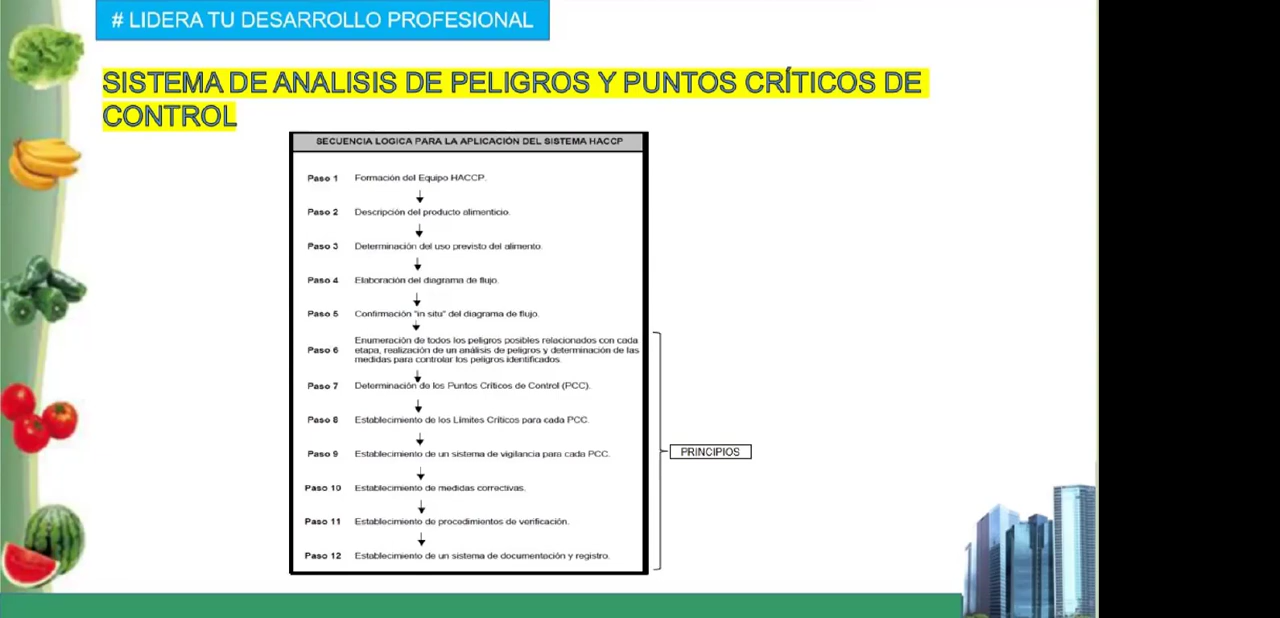 # LIDERA TU DESARROLLO PROFESIONAL
SISTEMA DE ANALISIS DE PELIGROS Y PUNTOS CRÍTICOS DE
CONTROL
SECUENCIA LOGICA PARA LA APLICACIÓN DEL SISTEMA HACCP
Paso 1 Formación del Equipo HACCP.
Paso 2 Descripción del producto alimenticio.
Paso 3 Determinación del uso previsto del alimento.
Paso 4 Elaboración del diagrama de flujo.
Paso 5 Confirmación "in situ" del diagrama de flujo.
Paso 6 Enumeración de todos los peligros posibles relacionados con cada
etapa, realización de un análisis de peligros y determinación de las
medidas para controlar los peligros identificados.
Paso 7 Determinación de los Puntos Críticos de Control (PCC).
Paso 8 Establecimiento de los Límites Críticos para cada PCC.
Paso 9 Establecimiento de un sistema de vigilancia para cada PCC.
PRINCIPIOS
Paso 10 Establecimiento de medidas correctivas.
Paso 11 Establecimiento de procedimientos de verificación.
Paso 12 Establecimiento de un sistema de documentación y registro.